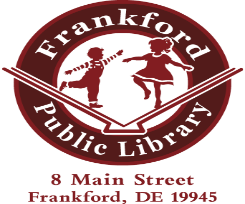 Frankford
Public Library
8 Main Street
Frankford, DE 19945